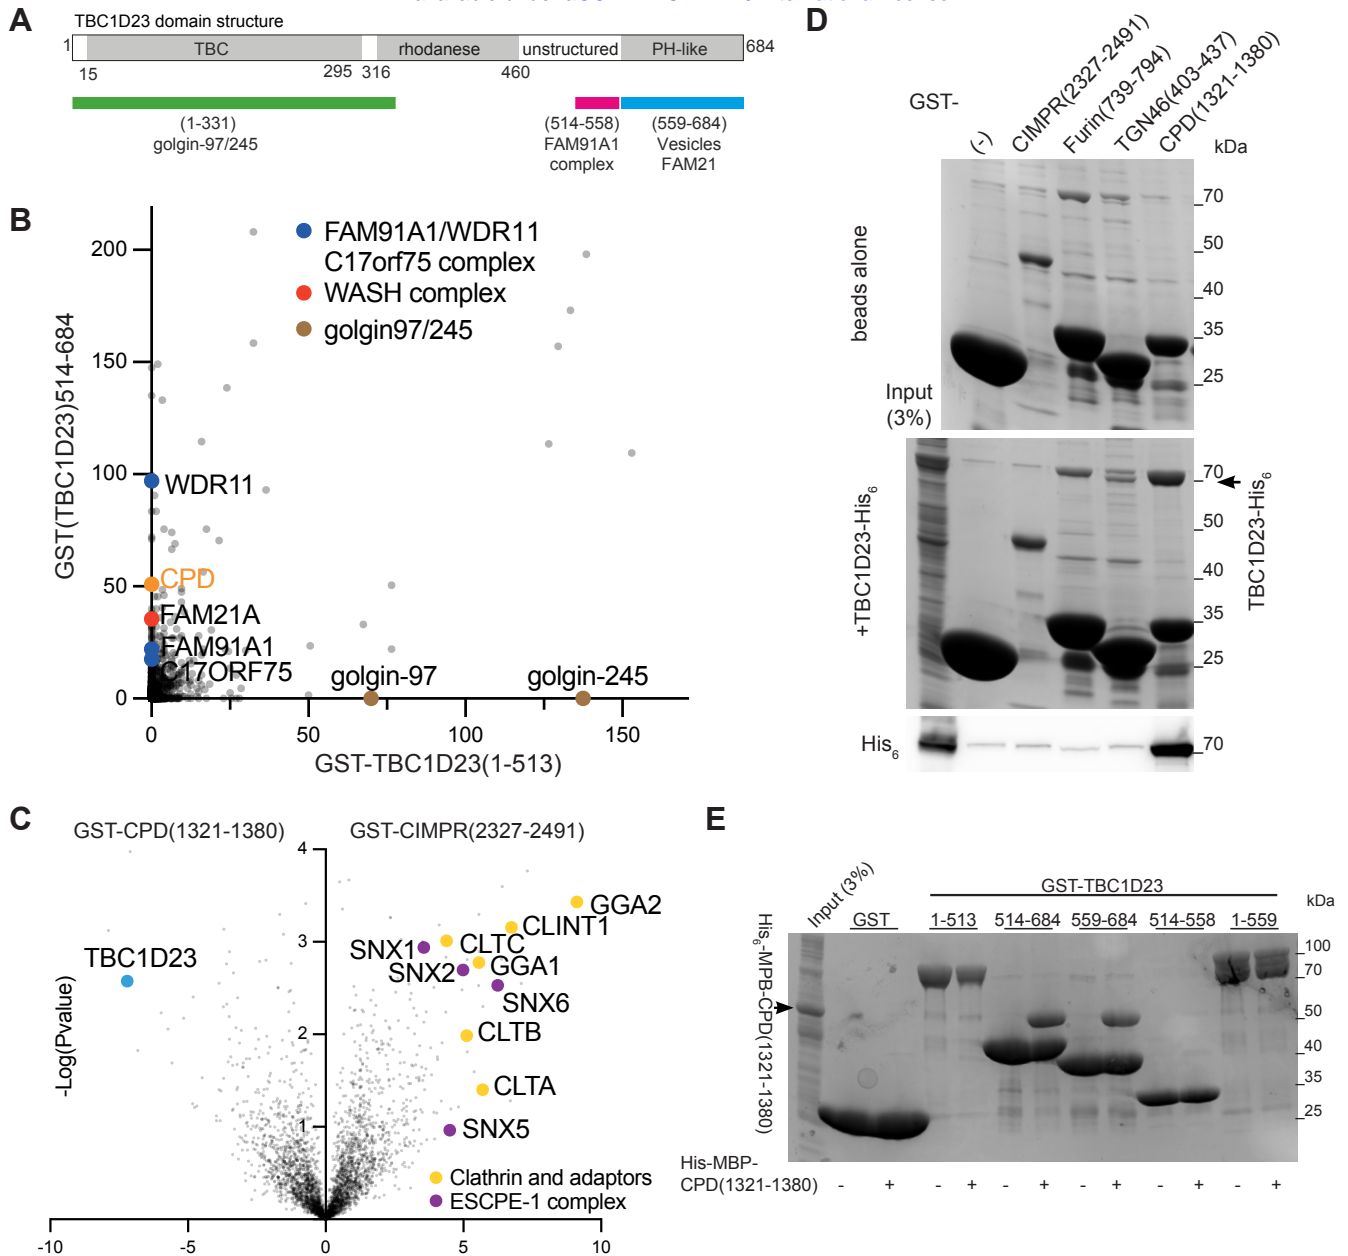 A
TBC1D23 domain structure
1
TBC
rhodanese
unstructured
PH-like
684
15
295
316
460
(1-331)
golgin-97/245
(514-558)
FAM91A1
complex
(559-684)
Vesicles
FAM21
B
GST(TBC1D23)514-684
200
150
100
50
0
FAM91A1/WDR11
C17orf75 complex
WASH complex
golgin97/245
WDR11
CPD
FAM21A
FAM91A1
C17ORF75
golgin-97
golgin-245
0
50
100
150
GST-TBC1D23(1-513)
C
GST-CPD(1321-1380)
GST-CIMPR(2327-2491)
-Log(Pvalue)
4
3
2
1
TBC1D23
GGA2
CLINT1
SNX1
CLTC
SNX2
GGA1
SNX6
CLTB
CLTA
SNX5
Clathrin and adaptors
ESCPE-1 complex
-10
-5
0
5
10
D
GST-
(-)
CIMPR(2327-2491)
Furin(739-794)
TGN46(403-437)
CPD(1321-1380)
kDa
beads alone
70
50
40
35
25
Input
(3%)
+TBC1D23-His6
70
50
40
35
25
TBC1D23-His6
His6
70
E
Input (3%)
GST
GST-TBC1D23
1-513
514-684
559-684
514-558
1-559
kDa
His6-MPB-CPD(1321-1380)
100
70
50
40
35
25
His-MBP-
CPD(1321-1380)
- + - + - + - + - + - +